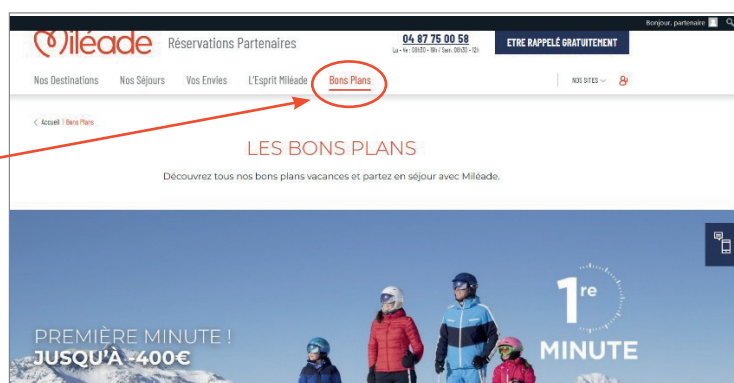 Bonjour, partenaire
Miléade Réservations Partenaires
04 87 75 00 58
ETRE RAPPELÉ GRATUITEMENT
Nos Destinations Nos Séjours Vos Envies L'Esprit Miléade Bons Plans
NOS SITES
Accueil | Bons Plans
LES BONS PLANS
Découvrez tous nos bons plans vacances et partez en séjour avec Miléade.
1re
MINUTE
PREMIÈRE MINUTE !
JUSQU'À -400€